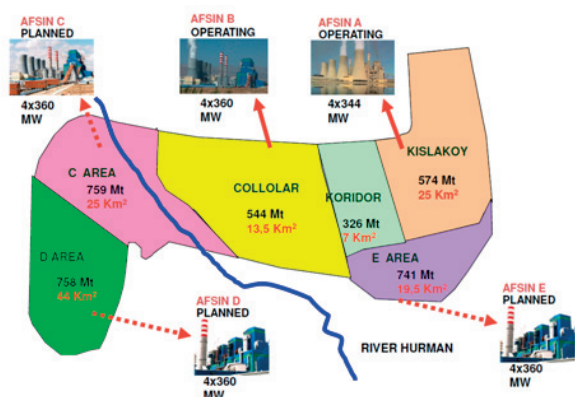 AFSIN C
PLANNED
4x360
MW
AFSIN B
OPERATING
4x360
MW
AFSIN A
OPERATING
4x344
MW
C AREA
759 Mt
25 Km²
COLLOLAR
544 Mt
13,5 Km²
KORIDOR
326 Mt
7 Km²
KISLAKOY
574 Mt
25 Km²
D AREA
758 Mt
44 Km²
E AREA
741 Mt
19,5 Km²
AFSIN D
PLANNED
4x360
MW
RIVER HURMAN
AFSIN E
PLANNED
4x360
MW